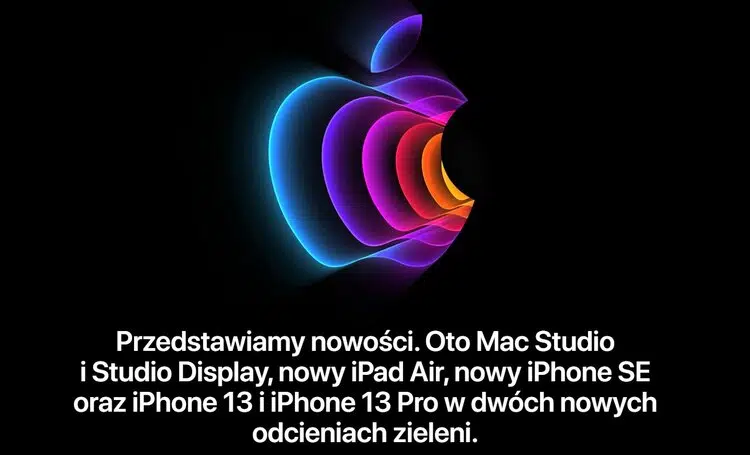 Przedstawiamy nowości. Oto Mac Studio
i Studio Display, nowy iPad Air, nowy iPhone SE
oraz iPhone 13 i iPhone 13 Pro w dwóch nowych
odcieniach zieleni.